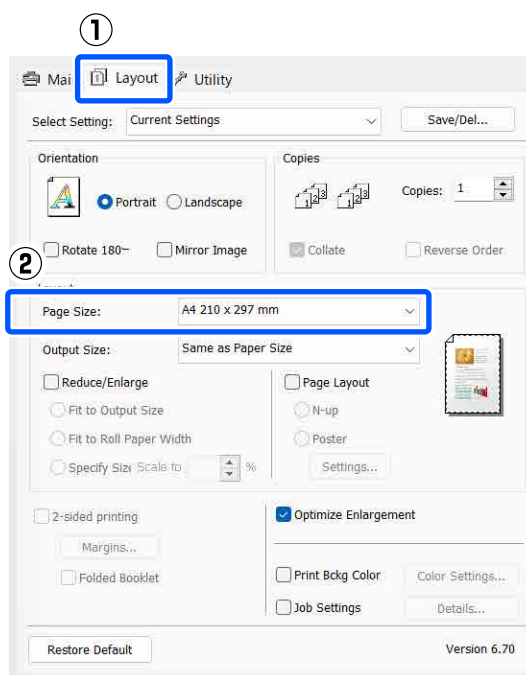 ①
Mai Layout Utility
Select Setting: Current Settings Save/Del...
Orientation Copies
Portrait Landscape Copies: 1
Rotate 180° Mirror Image Collate Reverse Order
②
Layout
Page Size: A4 210 x 297 mm
Output Size: Same as Paper Size
Reduce/Enlarge Page Layout
Fit to Output Size N-up
Fit to Roll Paper Width Poster
Specify Size Scale to % Settings...
2-sided printing Optimize Enlargement
Margins...
Folded Booklet Print Bckg Color Color Settings...
Job Settings Details...
Restore Default Version 6.70